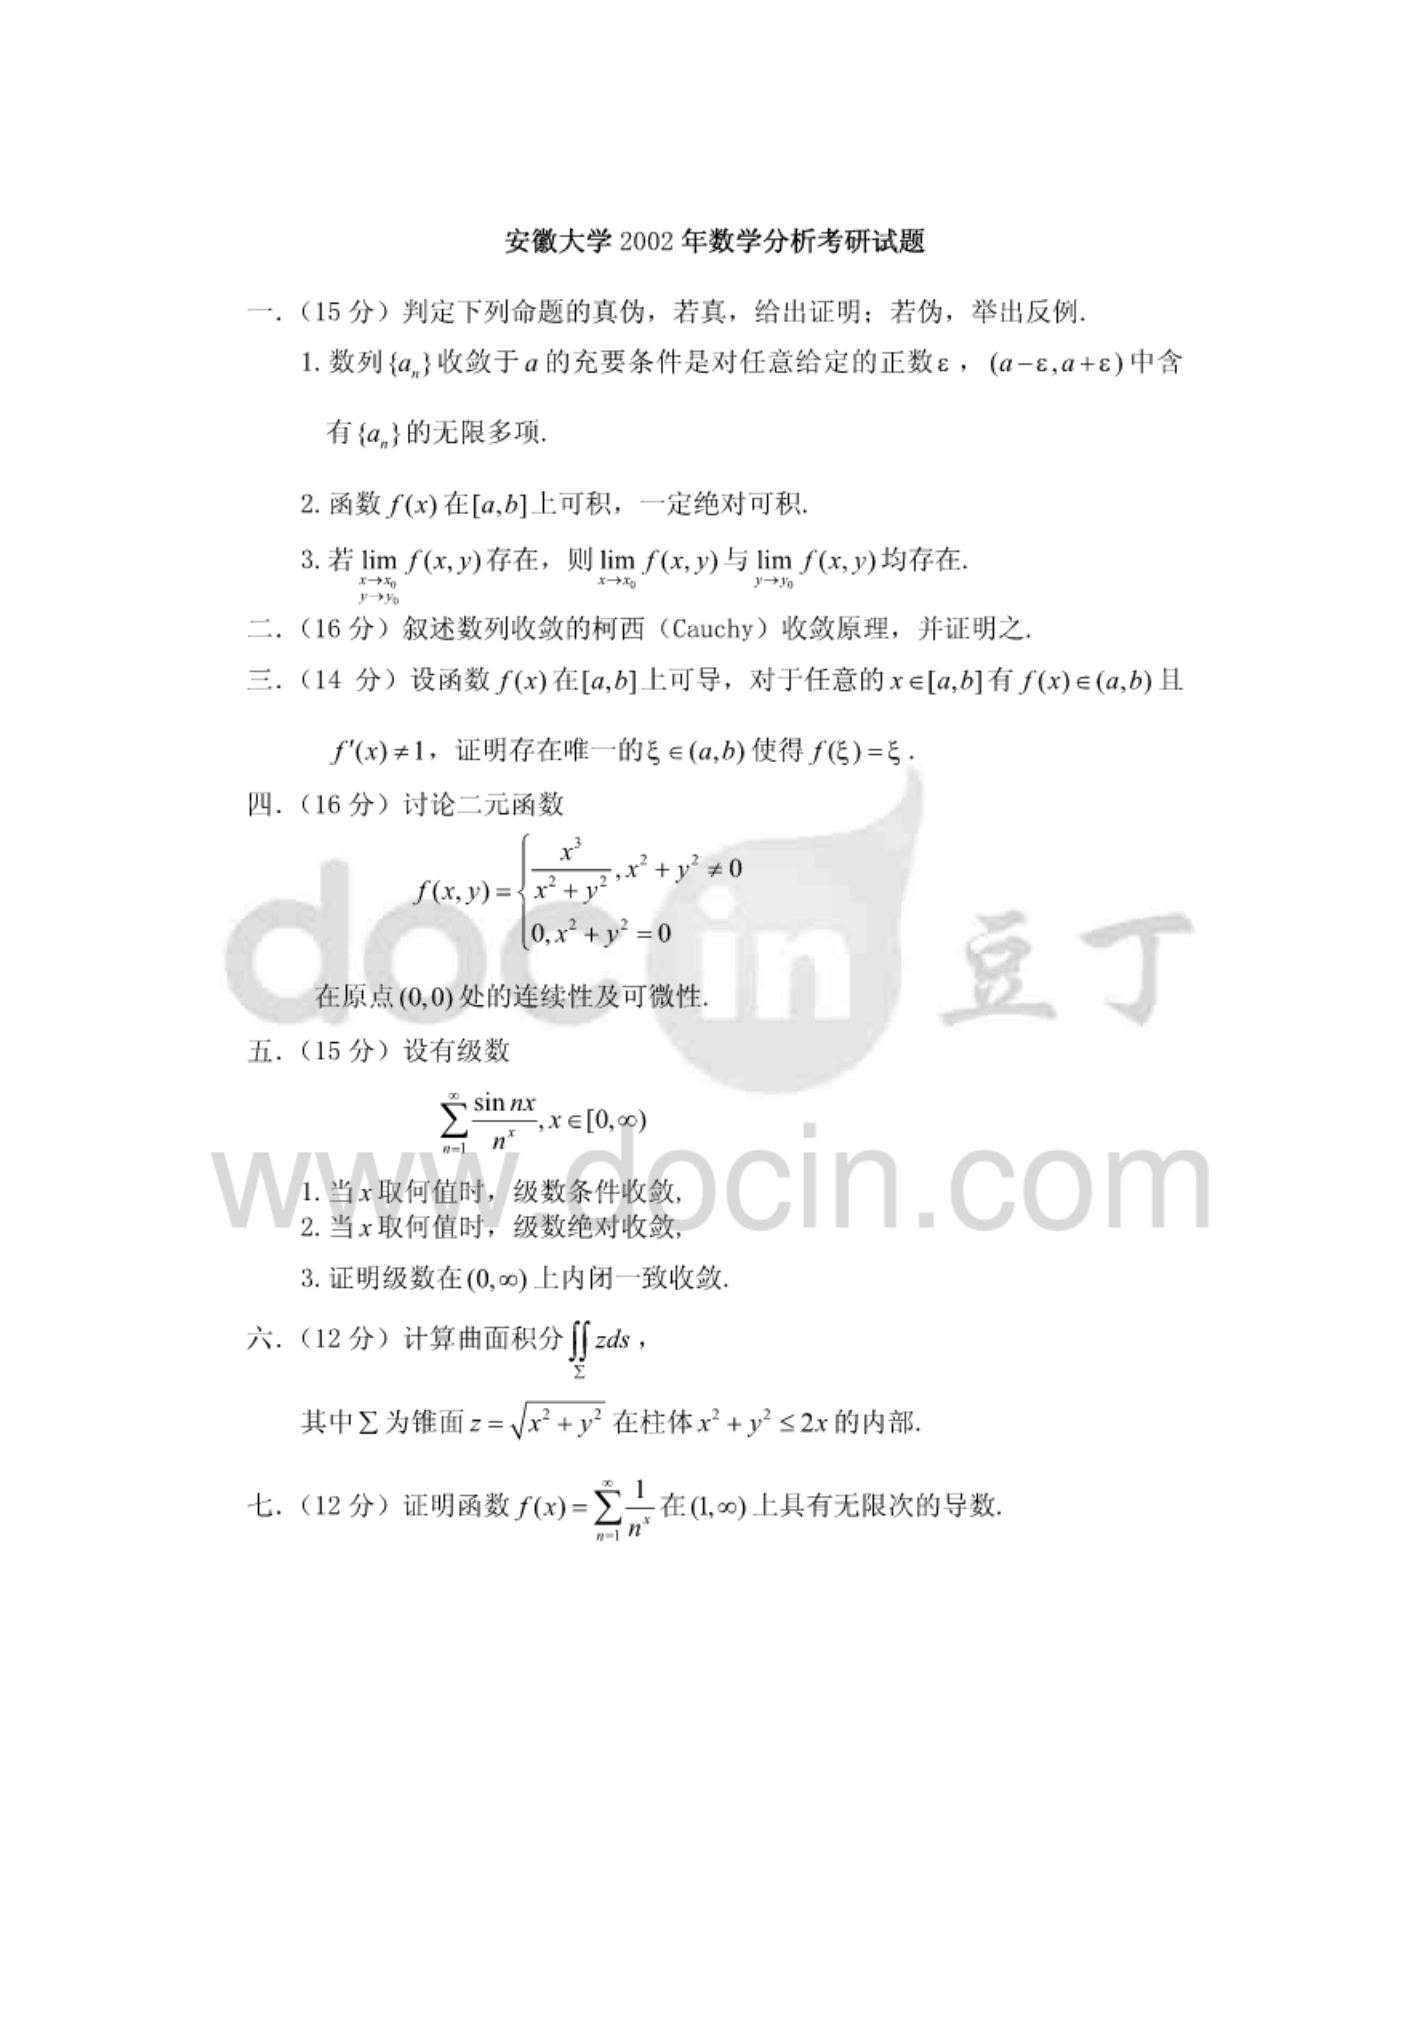 安徽大学 2002 年数学分析考研试题
一.（15 分）判定下列命题的真伪，若真，给出证明；若伪，举出反例.
1. 数列 {aₙ} 收敛于 a 的充要条件是对任意给定的正数 ε ，(a−ε,a+ε) 中含
有 {aₙ} 的无限多项.
2. 函数 f(x) 在[a,b]上可积，一定绝对可积.
3. 若 lim_{x→x₀, y→y₀} f(x,y) 存在，则 lim_{x→x₀} f(x,y) 与 lim_{y→y₀} f(x,y) 均存在.
二.（16 分）叙述数列收敛的柯西（Cauchy）收敛原理，并证明之.
三.（14 分）设函数 f(x) 在[a,b]上可导，对于任意的 x∈[a,b] 有 f(x)∈(a,b) 且
f′(x)≠1，证明存在唯一的 ξ∈(a,b) 使得 f(ξ)=ξ .
四.（16 分）讨论二元函数
f(x,y) = { x³/(x²+y²), x²+y²≠0
0, x²+y²=0
在原点 (0,0) 处的连续性及可微性.
五.（15 分）设有级数
∑_{n=1}^{∞} sin nx / n^x , x∈[0,∞)
1. 当 x 取何值时，级数条件收敛,
2. 当 x 取何值时，级数绝对收敛,
3. 证明级数在 (0,∞) 上内闭一致收敛.
六.（12 分）计算曲面积分 ∬_Σ zds ，
其中 Σ 为锥面 z=√(x²+y²) 在柱体 x²+y²≤2x 的内部.
七.（12 分）证明函数 f(x)=∑_{n=1}^{∞} 1/n^x 在 (1,∞) 上具有无限次的导数.
docin 豆丁
www.docin.com